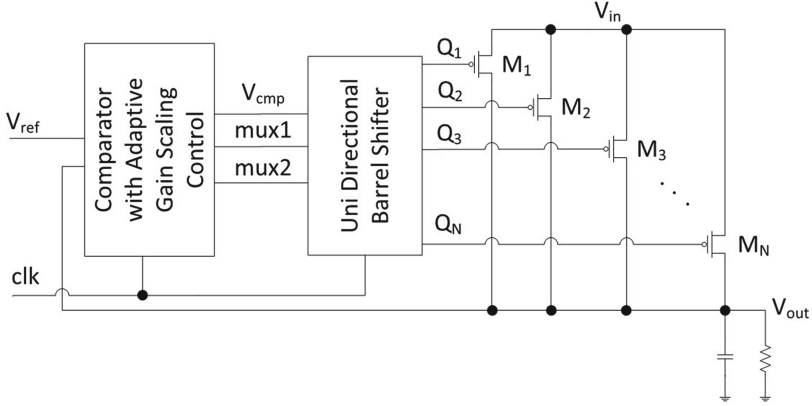 V_in
Q_1
M_1
Q_2
M_2
Q_3
M_3
Q_N
M_N
V_ref
Comparator
with Adaptive
Gain Scaling
Control
V_cmp
mux1
mux2
Uni Directional
Barrel Shifter
clk
V_out